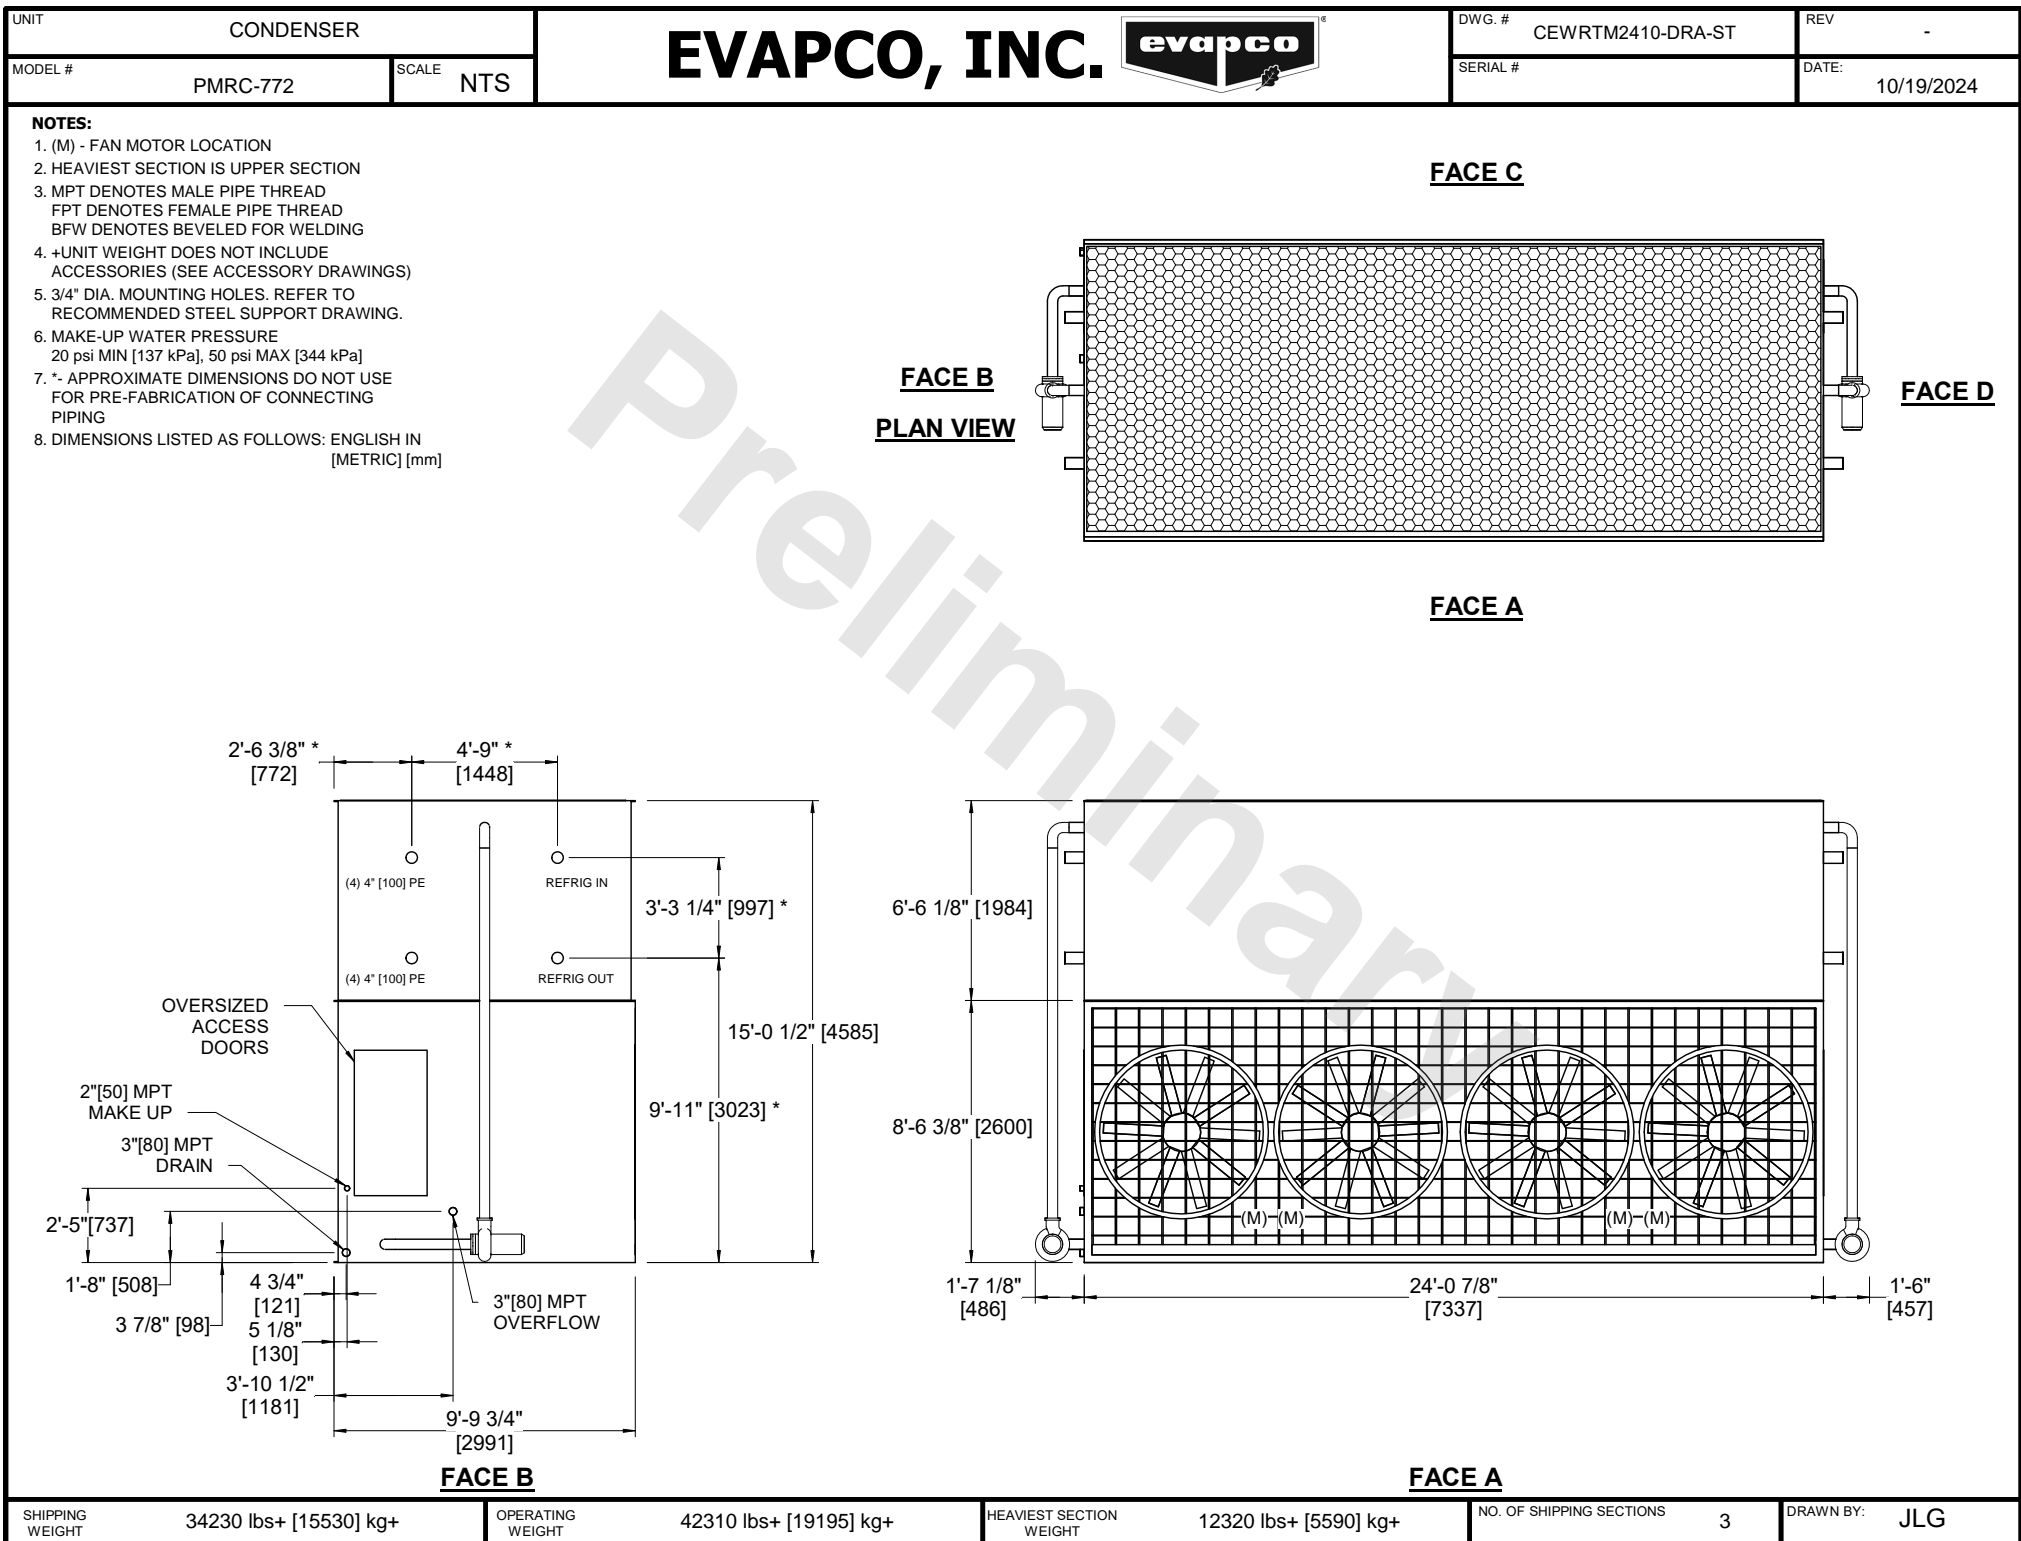 UNIT
CONDENSER
MODEL #
PMRC-772
SCALE
NTS
EVAPCO, INC.
evapco
®
DWG. #
CEWRTM2410-DRA-ST
REV
-
SERIAL #
DATE:
10/19/2024
NOTES:
1. (M) - FAN MOTOR LOCATION
2. HEAVIEST SECTION IS UPPER SECTION
3. MPT DENOTES MALE PIPE THREAD
FPT DENOTES FEMALE PIPE THREAD
BFW DENOTES BEVELED FOR WELDING
4. +UNIT WEIGHT DOES NOT INCLUDE
ACCESSORIES (SEE ACCESSORY DRAWINGS)
5. 3/4" DIA. MOUNTING HOLES. REFER TO
RECOMMENDED STEEL SUPPORT DRAWING.
6. MAKE-UP WATER PRESSURE
20 psi MIN [137 kPa], 50 psi MAX [344 kPa]
7. *- APPROXIMATE DIMENSIONS DO NOT USE
FOR PRE-FABRICATION OF CONNECTING
PIPING
8. DIMENSIONS LISTED AS FOLLOWS: ENGLISH IN
[METRIC] [mm]
FACE C
FACE B
PLAN VIEW
FACE D
FACE A
Preliminary
2'-6 3/8" *
[772]
4'-9" *
[1448]
(4) 4" [100] PE
REFRIG IN
3'-3 1/4" [997] *
(4) 4" [100] PE
REFRIG OUT
OVERSIZED
ACCESS
DOORS
15'-0 1/2" [4585]
2"[50] MPT
MAKE UP
9'-11" [3023] *
3"[80] MPT
DRAIN
2'-5"[737]
1'-8" [508]
3 7/8" [98]
4 3/4"
[121]
5 1/8"
[130]
3"[80] MPT
OVERFLOW
3'-10 1/2"
[1181]
9'-9 3/4"
[2991]
FACE B
6'-6 1/8" [1984]
8'-6 3/8" [2600]
(M) (M)
(M) (M)
1'-7 1/8"
[486]
24'-0 7/8"
[7337]
1'-6"
[457]
FACE A
SHIPPING
WEIGHT
34230 lbs+ [15530] kg+
OPERATING
WEIGHT
42310 lbs+ [19195] kg+
HEAVIEST SECTION
WEIGHT
12320 lbs+ [5590] kg+
NO. OF SHIPPING SECTIONS
3
DRAWN BY:
JLG